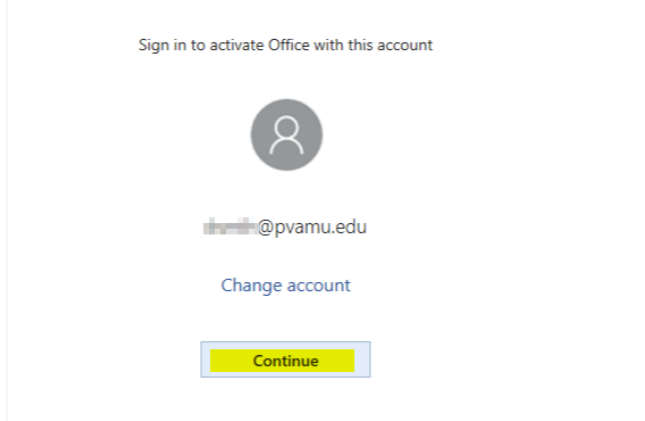 Sign in to activate Office with this account
@pvamu.edu
Change account
Continue